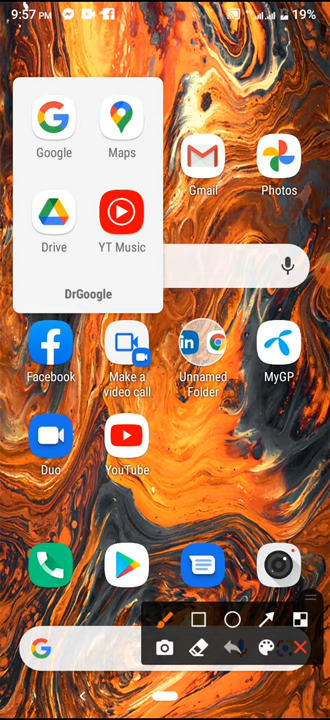 9:57 PM
19%
Google
Maps
Gmail
Photos
Drive
YT Music
DrGoogle
Facebook
Make a
video call
Unnamed
Folder
MyGP
Duo
YouTube